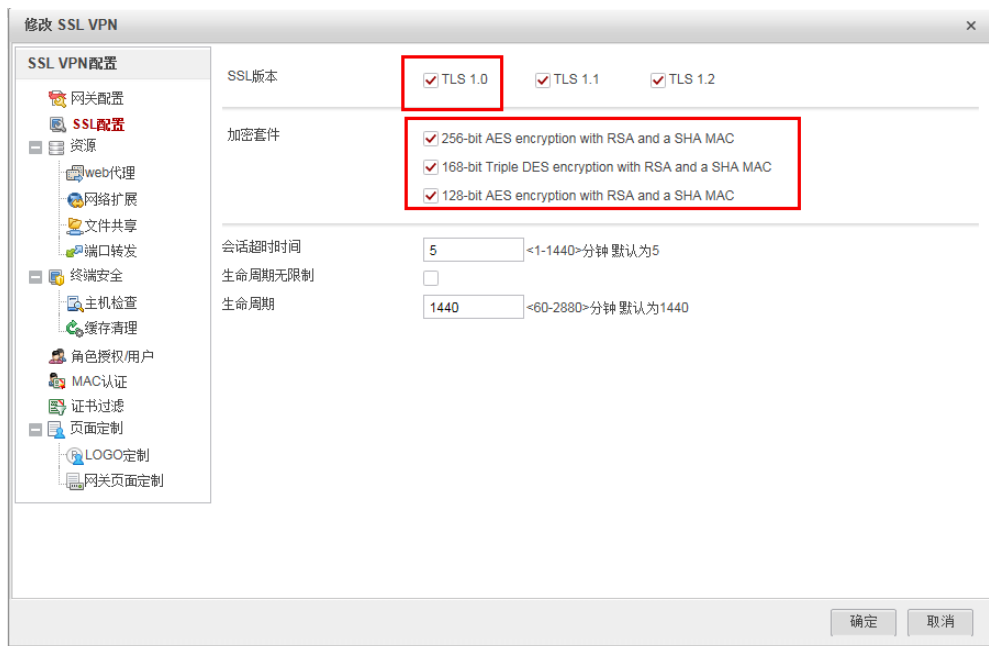 修改 SSL VPN
×
SSL VPN配置
网关配置
SSL配置
资源
web代理
网络扩展
文件共享
端口转发
终端安全
主机检查
缓存清理
角色授权/用户
MAC认证
证书过滤
页面定制
LOGO定制
网关页面定制
SSL版本
TLS 1.0 TLS 1.1 TLS 1.2
加密套件
256-bit AES encryption with RSA and a SHA MAC
168-bit Triple DES encryption with RSA and a SHA MAC
128-bit AES encryption with RSA and a SHA MAC
会话超时时间 5 <1-1440>分钟 默认为5
生命周期无限制
生命周期 1440 <60-2880>分钟 默认为1440
确定 取消